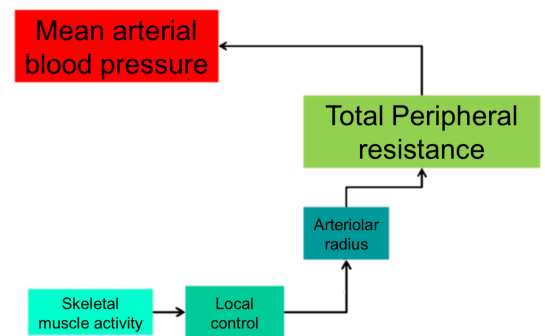 Mean arterial
blood pressure
Total Peripheral
resistance
Arteriolar
radius
Skeletal
muscle activity
Local
control